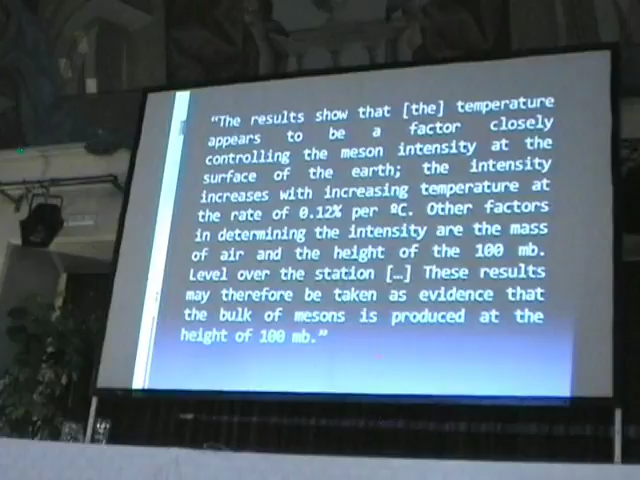 “The results show that [the] temperature
appears to be a factor closely
controlling the meson intensity at the
surface of the earth; the intensity
increases with increasing temperature at
the rate of 0.12% per ºC. Other factors
in determining the intensity are the mass
of air and the height of the 100 mb.
Level over the station […] These results
may therefore be taken as evidence that
the bulk of mesons is produced at the
height of 100 mb.”